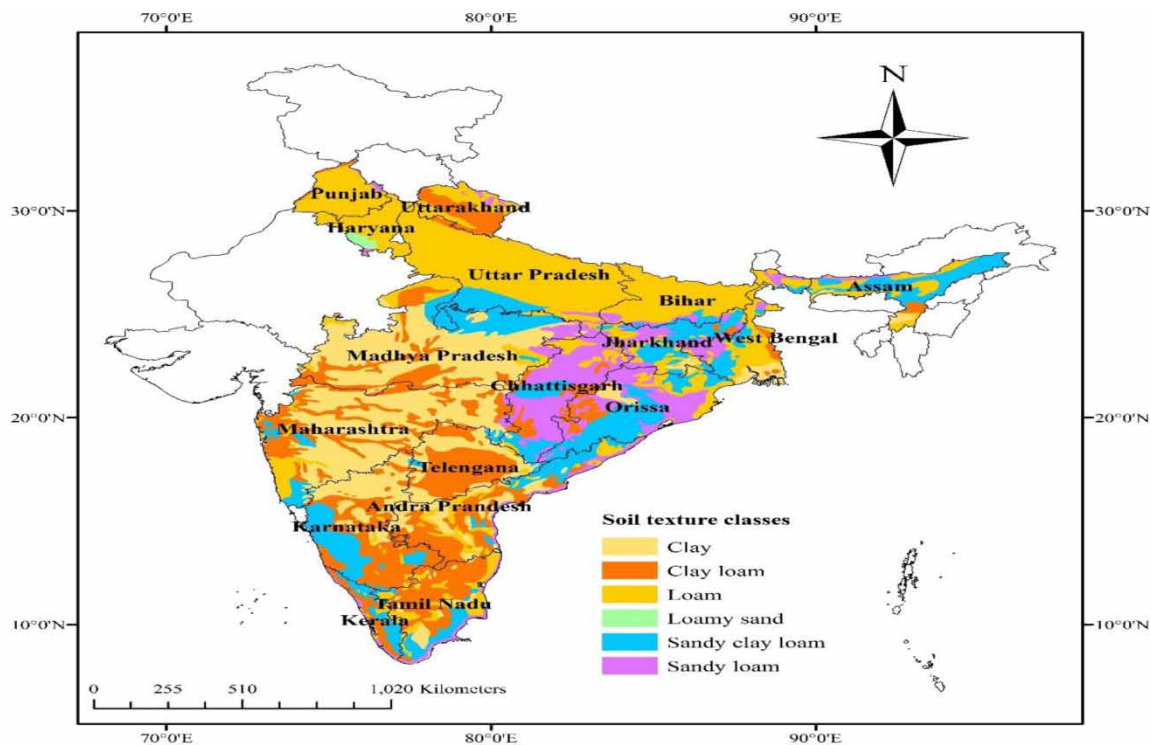 70°0'E 80°0'E 90°0'E
N
Punjab
30°0'N Uttarakhand 30°0'N
Haryana
Uttar Pradesh
Assam
Bihar
Jharkhand West Bengal
Madhya Pradesh
Chhattisgarh
Orissa
20°0'N 20°0'N
Maharashtra
Telengana
Andra Prandesh
Karnataka
Soil texture classes
Clay
Clay loam
Loam
Tamil Nadu
Kerala
Loamy sand
10°0'N 10°0'N
Sandy clay loam
Sandy loam
0 255 510 1,020 Kilometers
70°0'E 80°0'E 90°0'E